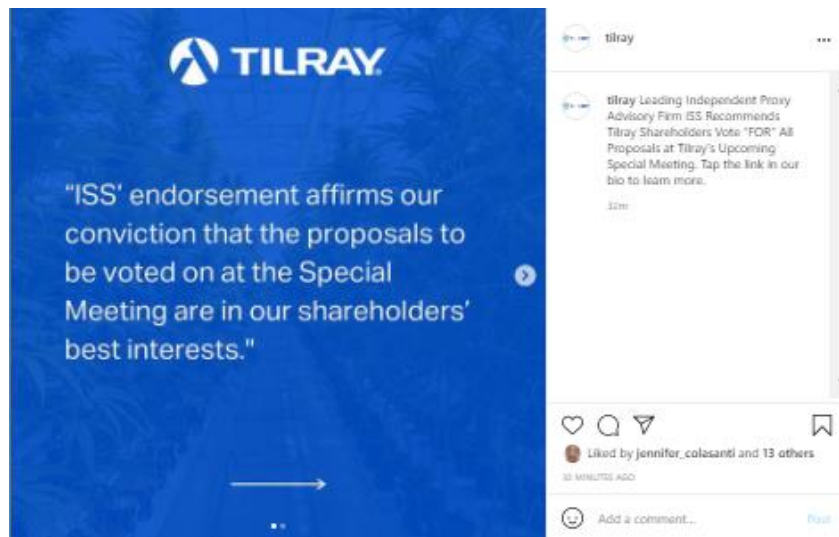 TILRAY
"ISS' endorsement affirms our
conviction that the proposals to
be voted on at the Special
Meeting are in our shareholders'
best interests."
tilray
tilray Leading Independent Proxy
Advisory Firm ISS Recommends
Tilray Shareholders Vote "FOR" All
Proposals at Tilray's Upcoming
Special Meeting. Tap the link in our
bio to learn more.
32m
Liked by jennifer_colasanti and 13 others
MINUTES AGO
Add a comment...
Post